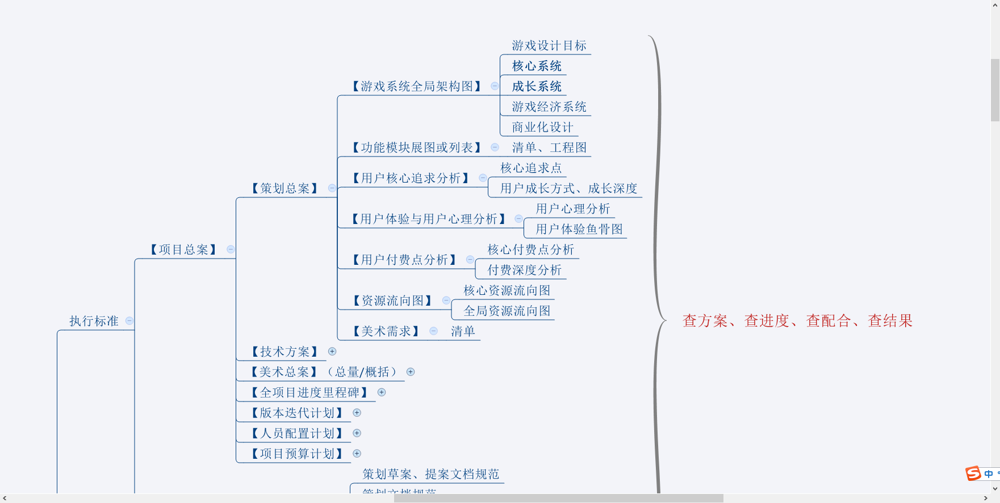 游戏设计目标
核心系统
【游戏系统全局架构图】
成长系统
游戏经济系统
商业化设计
【功能模块展图或列表】
清单、工程图
核心追求点
【用户核心追求分析】
用户成长方式、成长深度
【策划总案】
用户心理分析
【用户体验与用户心理分析】
用户体验鱼骨图
【项目总案】
核心付费点分析
【用户付费点分析】
付费深度分析
核心资源流向图
【资源流向图】
全局资源流向图
执行标准
查方案、查进度、查配合、查结果
【美术需求】
清单
【技术方案】
【美术总案】（总量/概括）
【全项目进度里程碑】
【版本迭代计划】
【人员配置计划】
【项目预算计划】
策划草案、提案文档规范
策划文档规范
中